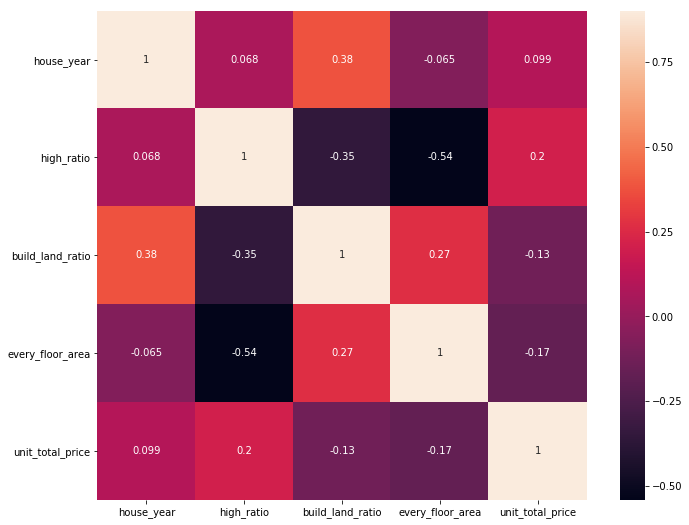 house_year 1 0.068 0.38 -0.065 0.099
high_ratio 0.068 1 -0.35 -0.54 0.2
build_land_ratio 0.38 -0.35 1 0.27 -0.13
every_floor_area -0.065 -0.54 0.27 1 -0.17
unit_total_price 0.099 0.2 -0.13 -0.17 1
house_year high_ratio build_land_ratio every_floor_area unit_total_price
0.75
0.50
0.25
0.00
−0.25
−0.50